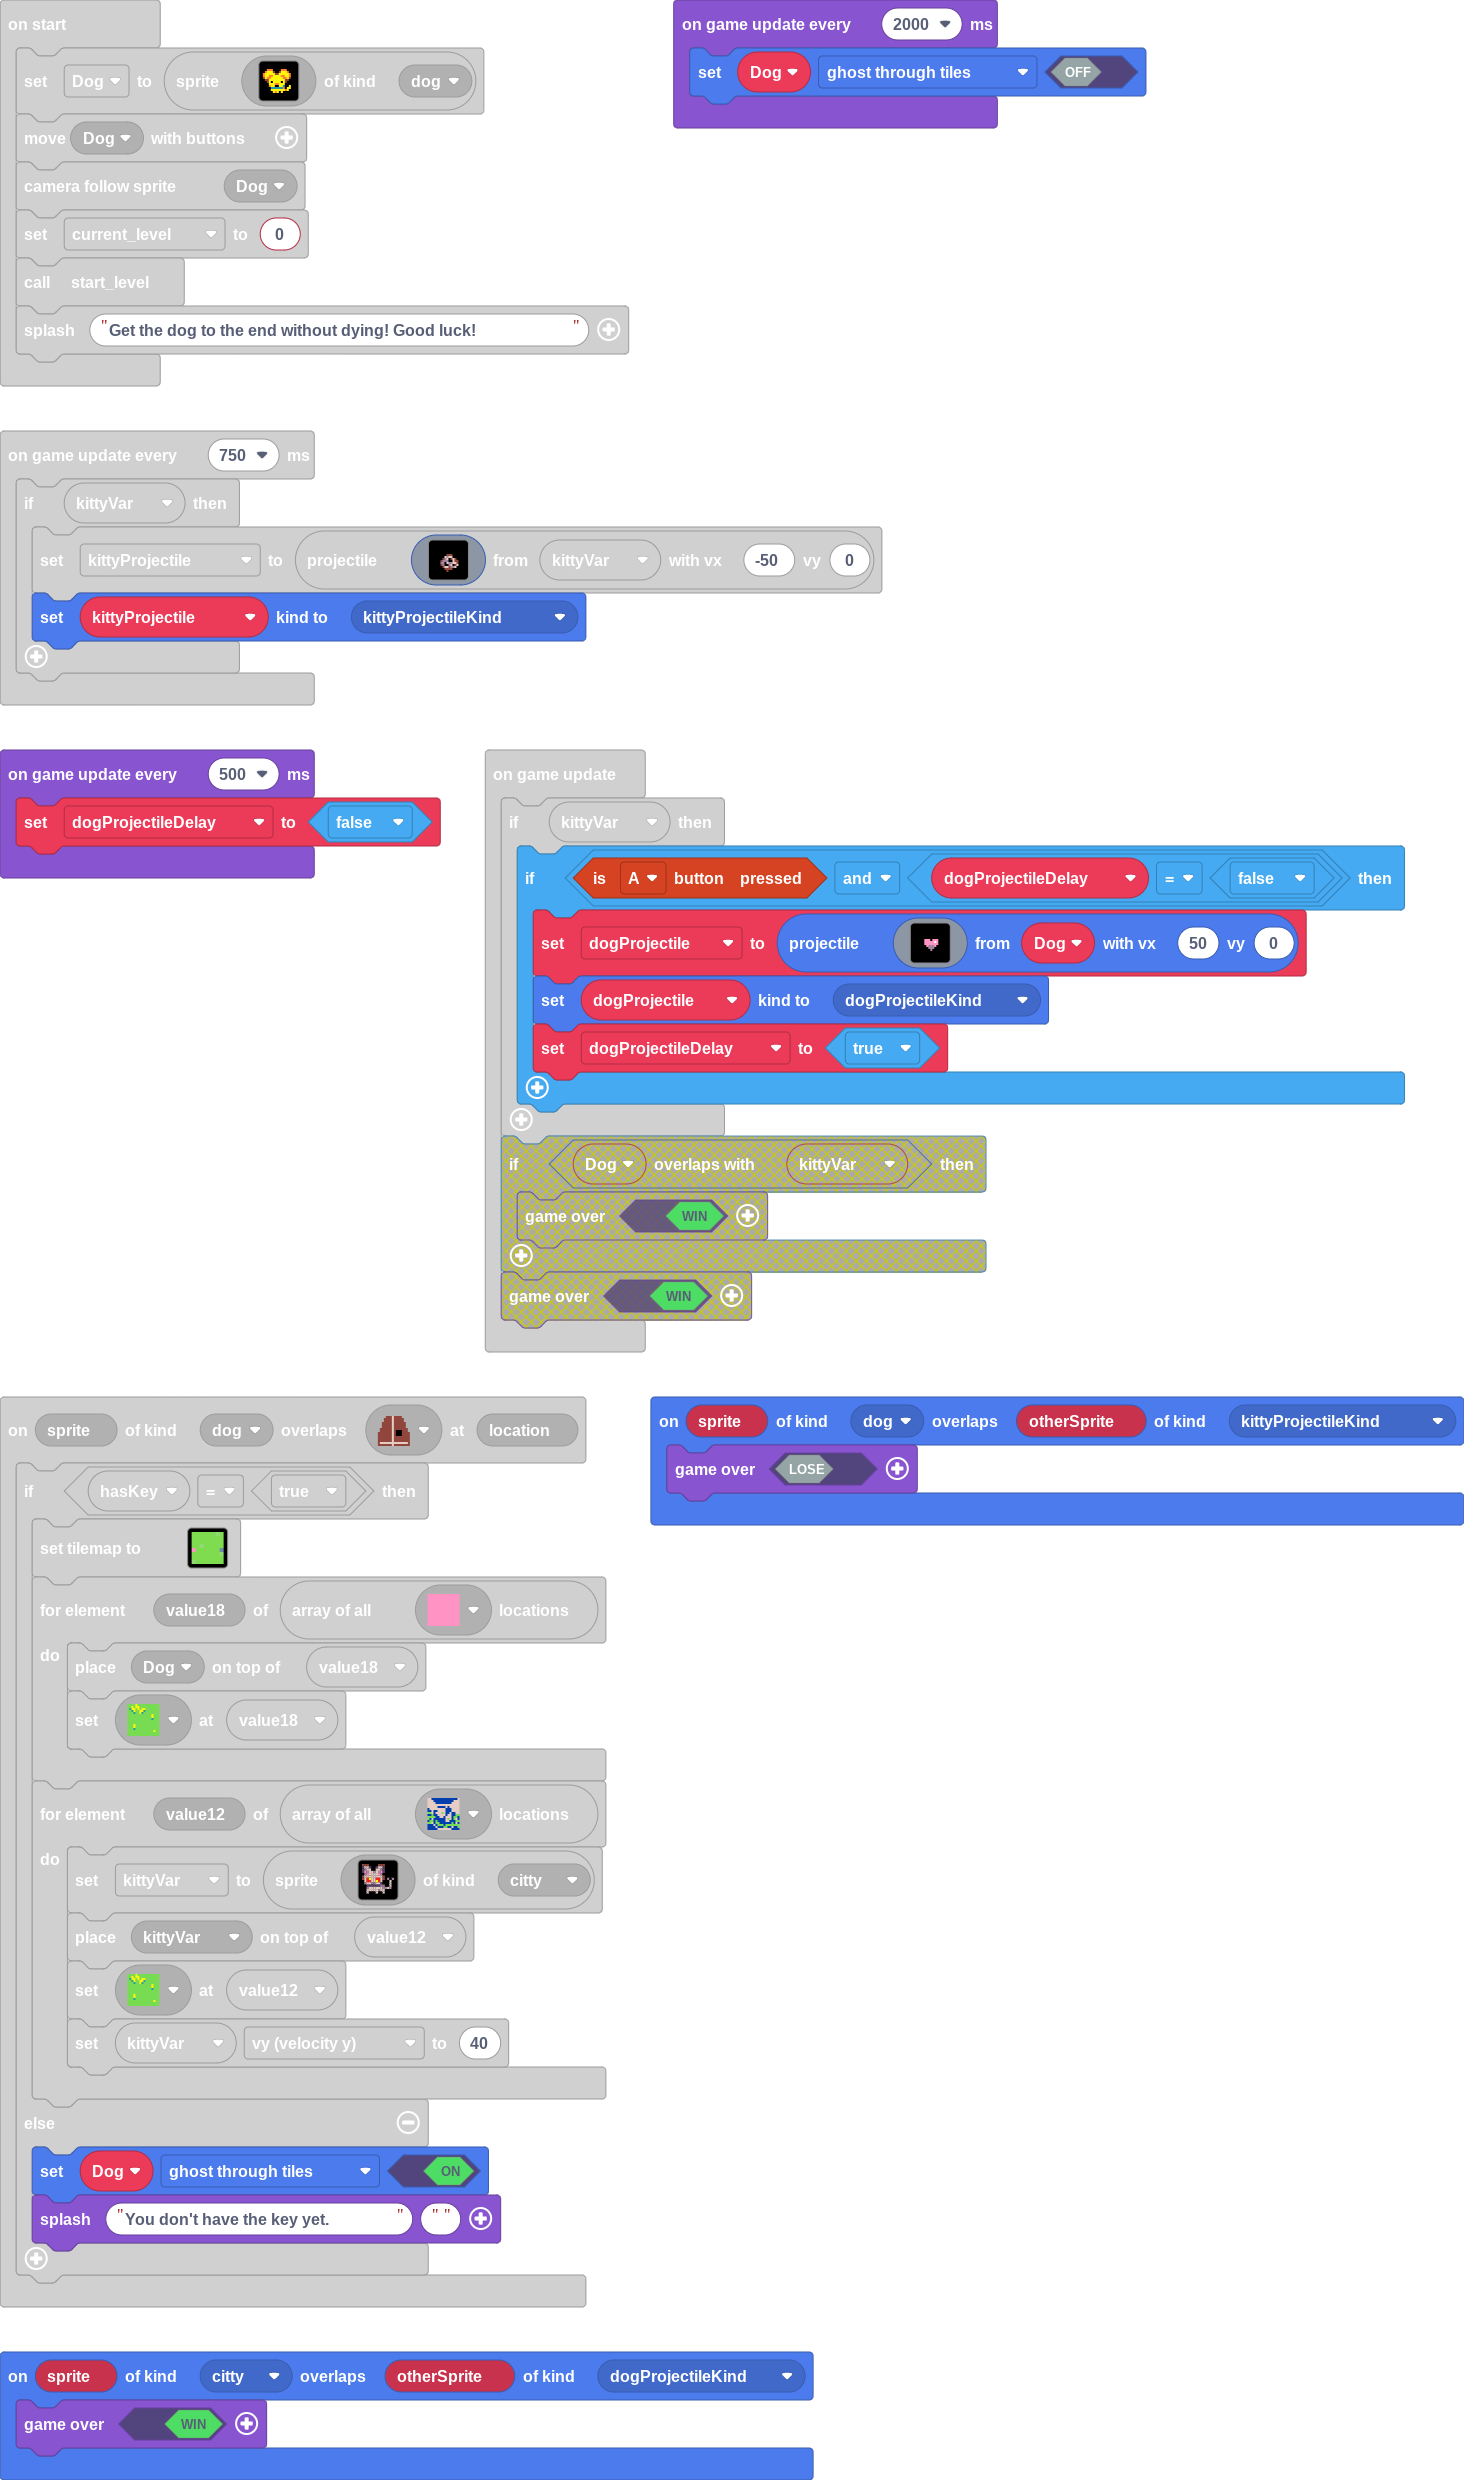 on start
set Dog to sprite of kind dog
move Dog with buttons
camera follow sprite Dog
set current_level to 0
call start_level
splash "Get the dog to the end without dying! Good luck! "
on game update every 2000 ms
set Dog ghost through tiles OFF
on game update every 750 ms
if kittyVar then
set kittyProjectile to projectile from kittyVar with vx -50 vy 0
set kittyProjectile kind to kittyProjectileKind
on game update every 500 ms
set dogProjectileDelay to false
on game update
if kittyVar then
if is A button pressed and dogProjectileDelay = false then
set dogProjectile to projectile from Dog with vx 50 vy 0
set dogProjectile kind to dogProjectileKind
set dogProjectileDelay to true
if Dog overlaps with kittyVar then
game over WIN
game over WIN
on sprite of kind dog overlaps at location
if hasKey = true then
set tilemap to
for element value18 of array of all locations
do
place Dog on top of value18
set at value18
for element value12 of array of all locations
do
set kittyVar to sprite of kind citty
place kittyVar on top of value12
set at value12
set kittyVar vy (velocity y) to 40
else
set Dog ghost through tiles ON
splash "You don't have the key yet. " " "
on sprite of kind dog overlaps otherSprite of kind kittyProjectileKind
game over LOSE
on sprite of kind citty overlaps otherSprite of kind dogProjectileKind
game over WIN